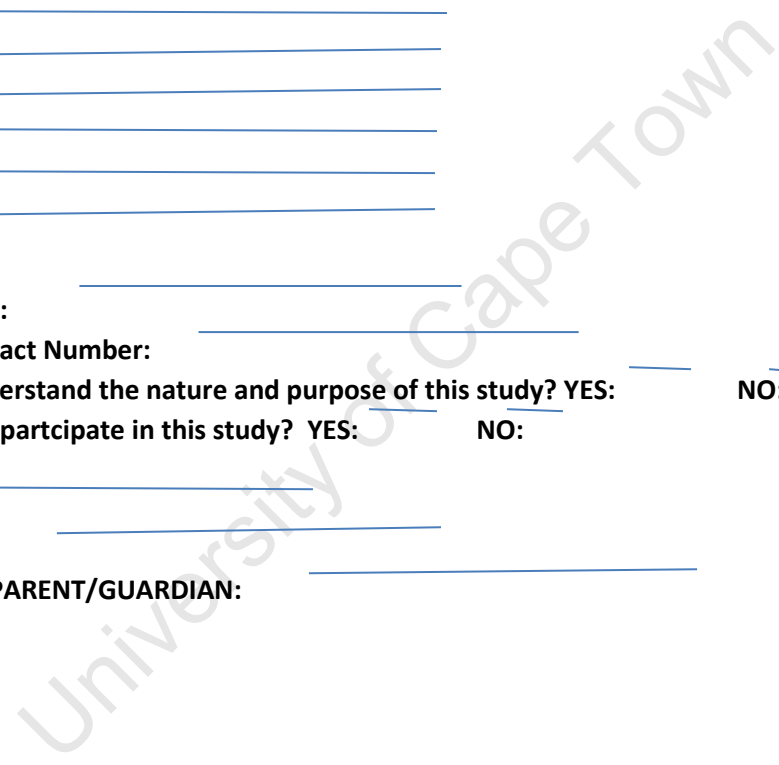 :
act Number:
erstand the nature and purpose of this study? YES: NO:
partcipate in this study? YES: NO:
PARENT/GUARDIAN:
University of Cape Town